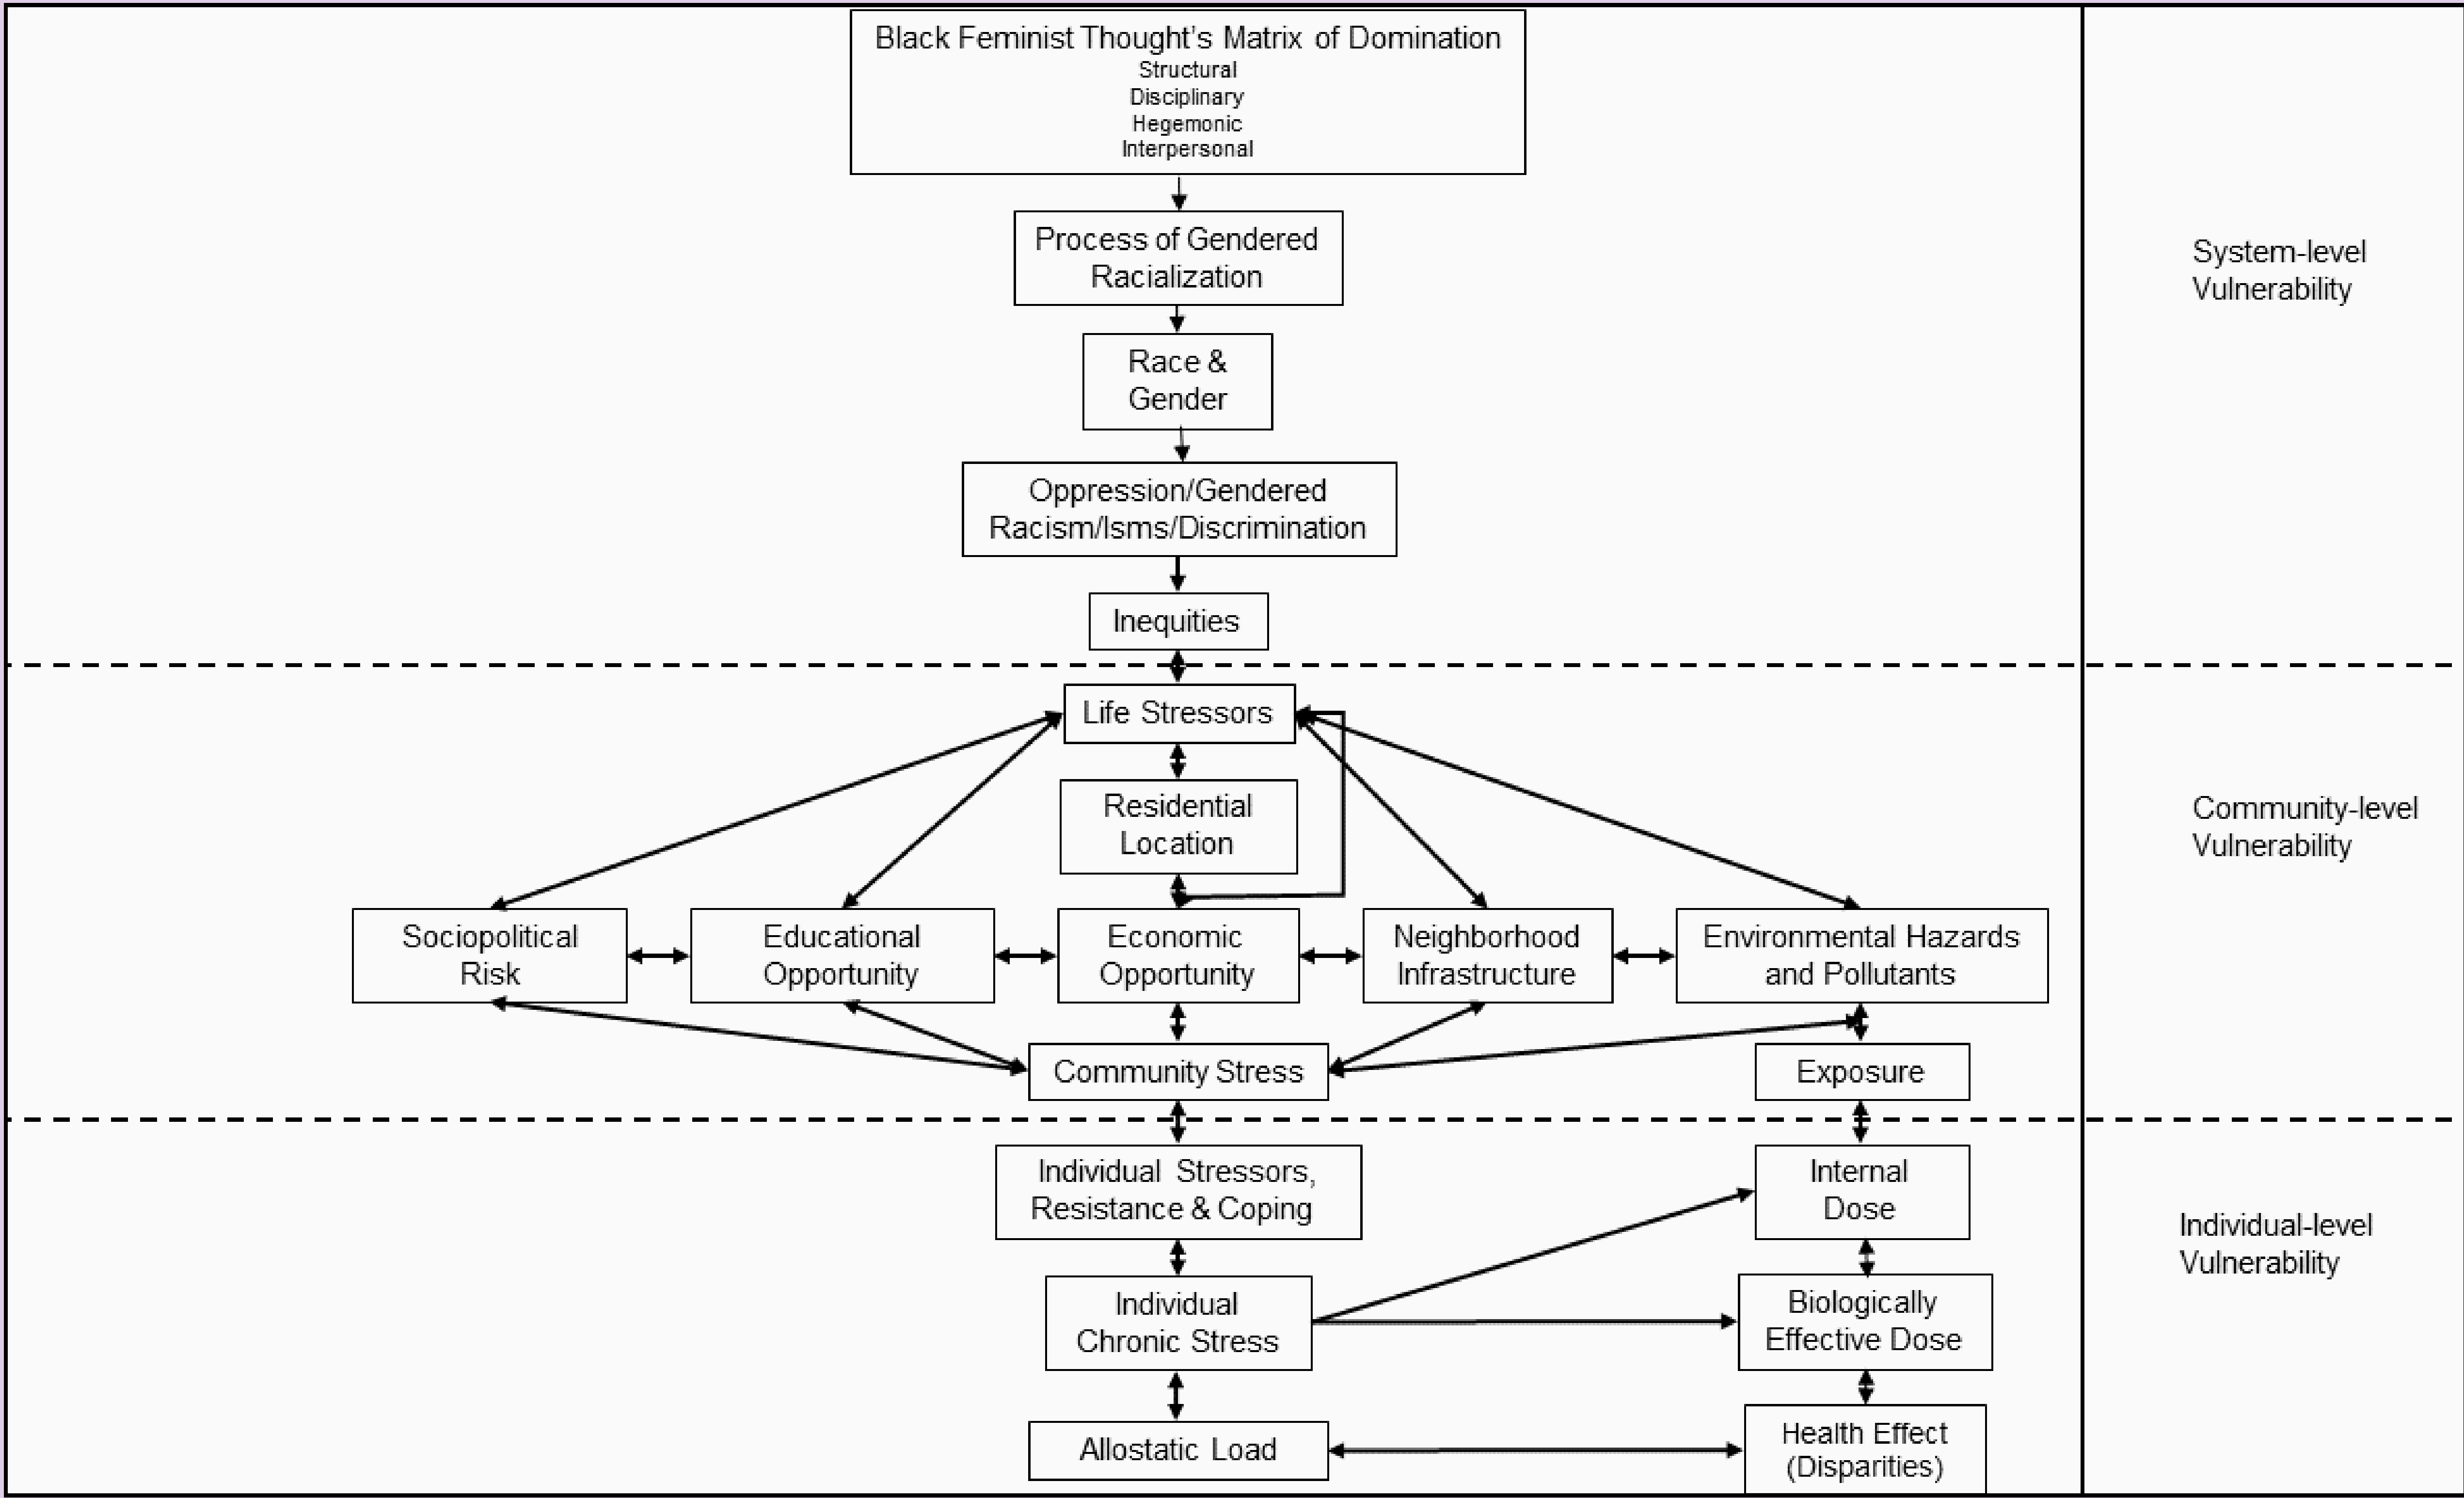 Black Feminist Thought's Matrix of Domination
Structural
Disciplinary
Hegemonic
Interpersonal
Process of Gendered
Racialization
Race &
Gender
Oppression/Gendered
Racism/Isms/Discrimination
Inequities
System-level
Vulnerability
Life Stressors
Residential
Location
Sociopolitical
Risk
Educational
Opportunity
Economic
Opportunity
Neighborhood
Infrastructure
Environmental Hazards
and Pollutants
Community Stress
Exposure
Community-level
Vulnerability
Individual Stressors,
Resistance & Coping
Internal
Dose
Individual
Chronic Stress
Biologically
Effective Dose
Allostatic Load
Health Effect
(Disparities)
Individual-level
Vulnerability